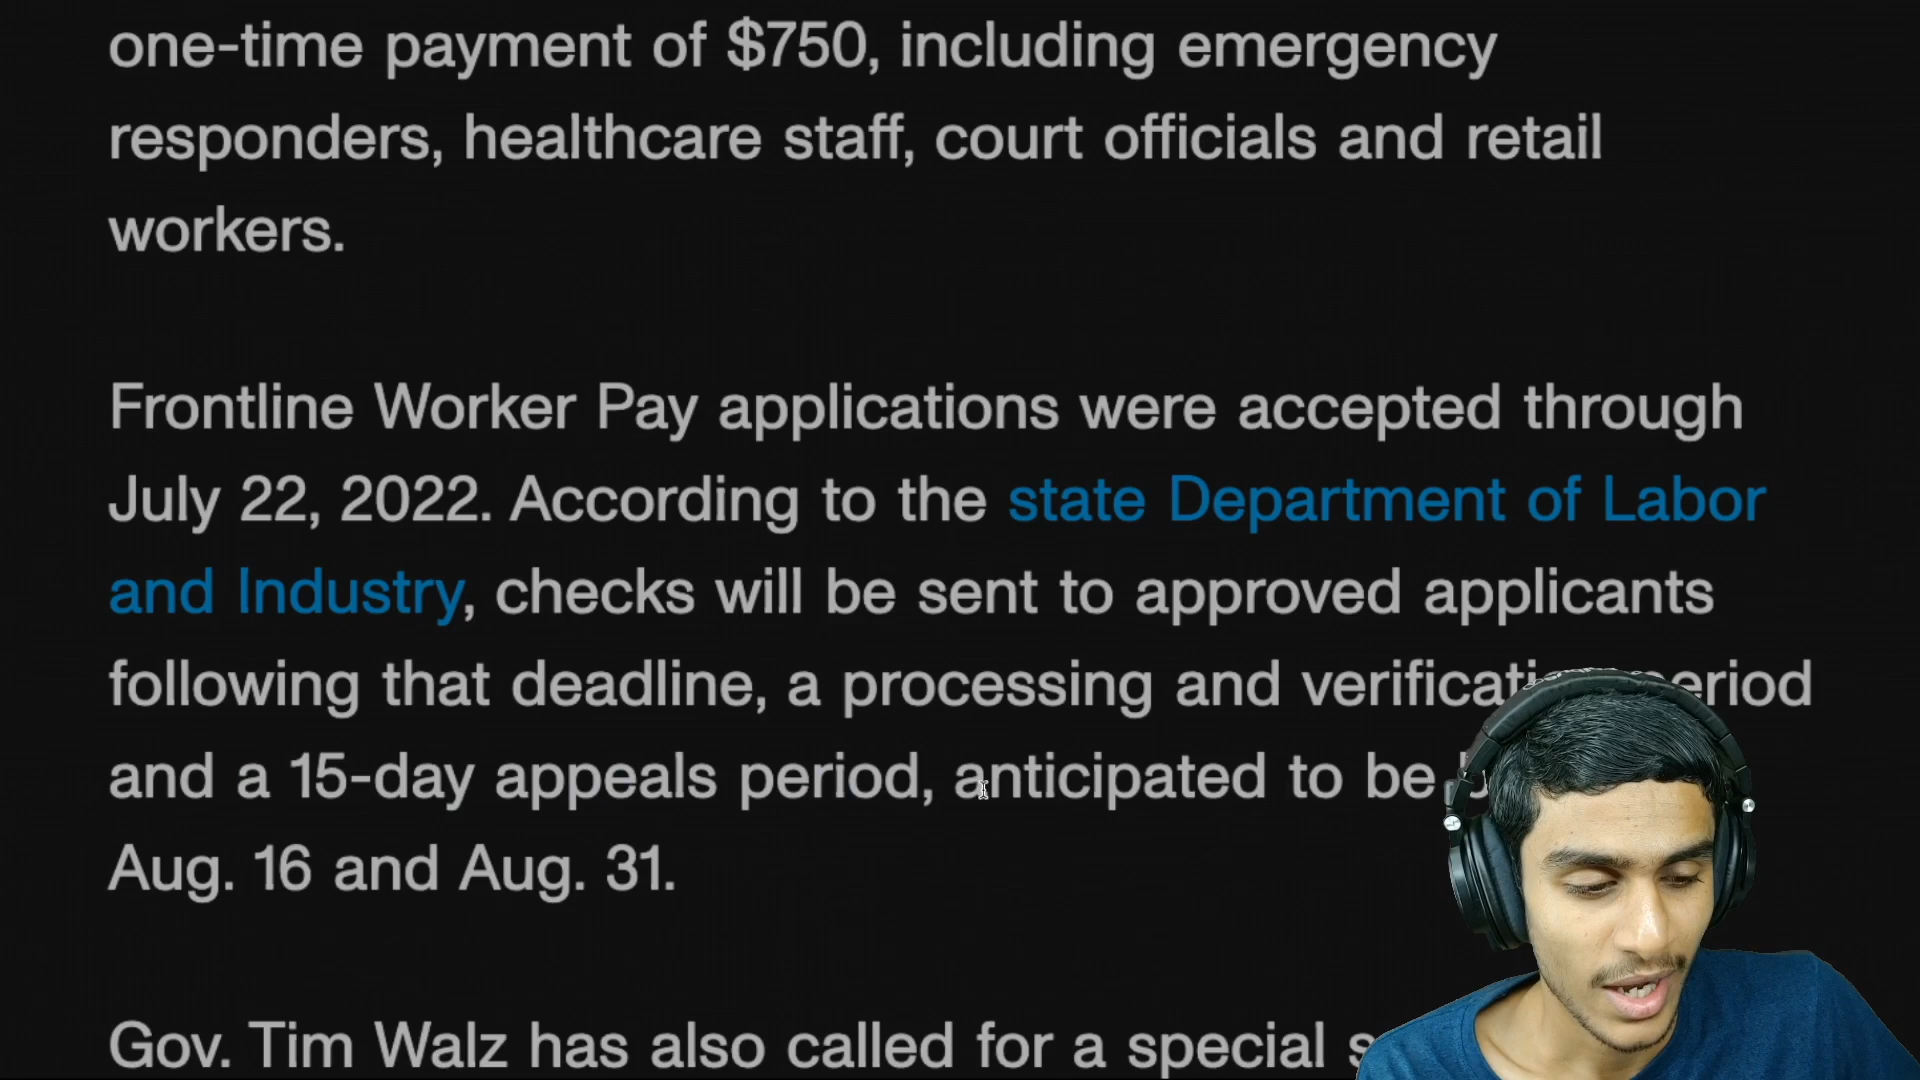 one-time payment of $750, including emergency
responders, healthcare staff, court officials and retail
workers.
Frontline Worker Pay applications were accepted through
July 22, 2022. According to the state Department of Labor
and Industry, checks will be sent to approved applicants
following that deadline, a processing and
and a 15-day appeals period, anticipated to be
Aug. 16 and Aug. 31.
Gov. Tim Walz has also called for a special